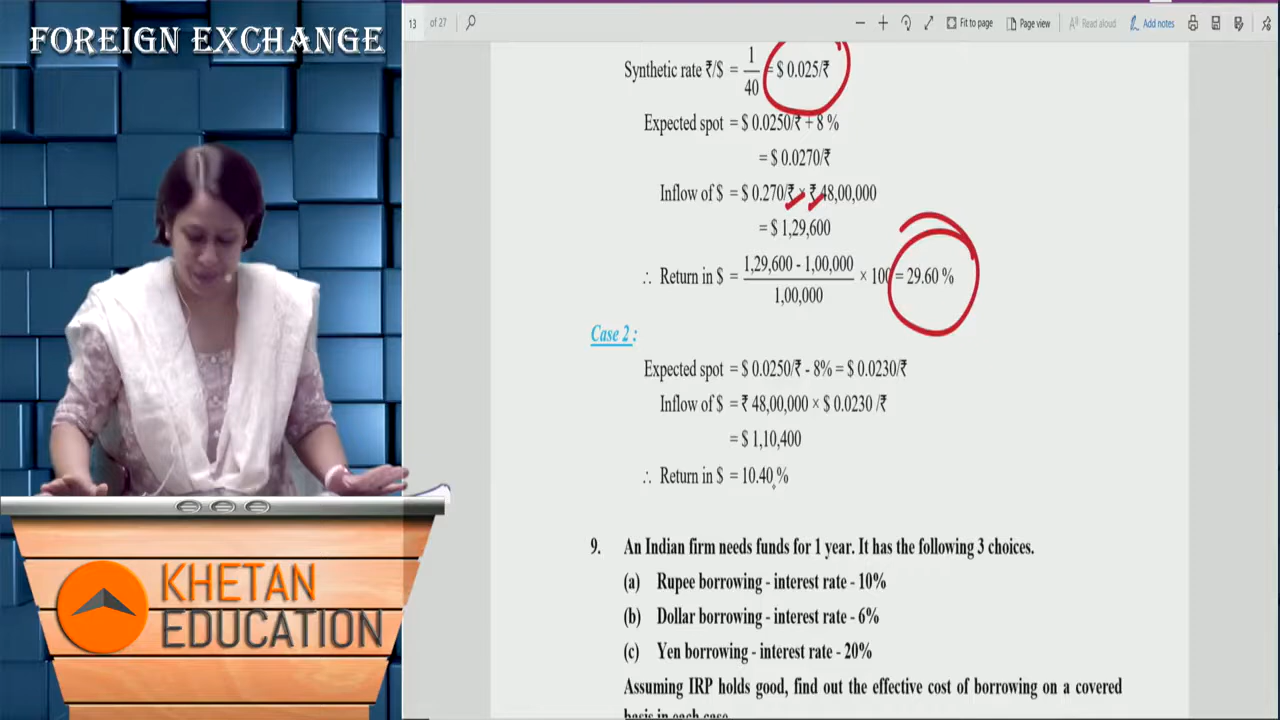 FOREIGN EXCHANGE
13 of 27
Fit to page
Page view
Read aloud
Add notes
Synthetic rate ₹/$ = 1/40 = $ 0.025/₹
Expected spot = $ 0.0250/₹ + 8 %
= $ 0.0270/₹
Inflow of $ = $ 0.270/₹ × ₹ 48,00,000
= $ 1,29,600
∴ Return in $ = 1,29,600 - 1,00,000 / 1,00,000 × 100 = 29.60 %
Case 2 :
Expected spot = $ 0.0250/₹ - 8% = $ 0.0230/₹
Inflow of $ = ₹ 48,00,000 × $ 0.0230 /₹
= $ 1,10,400
∴ Return in $ = 10.40 %
9. An Indian firm needs funds for 1 year. It has the following 3 choices.
(a) Rupee borrowing - interest rate - 10%
(b) Dollar borrowing - interest rate - 6%
(c) Yen borrowing - interest rate - 20%
Assuming IRP holds good, find out the effective cost of borrowing on a covered
basis in each case.
KHETAN
EDUCATION